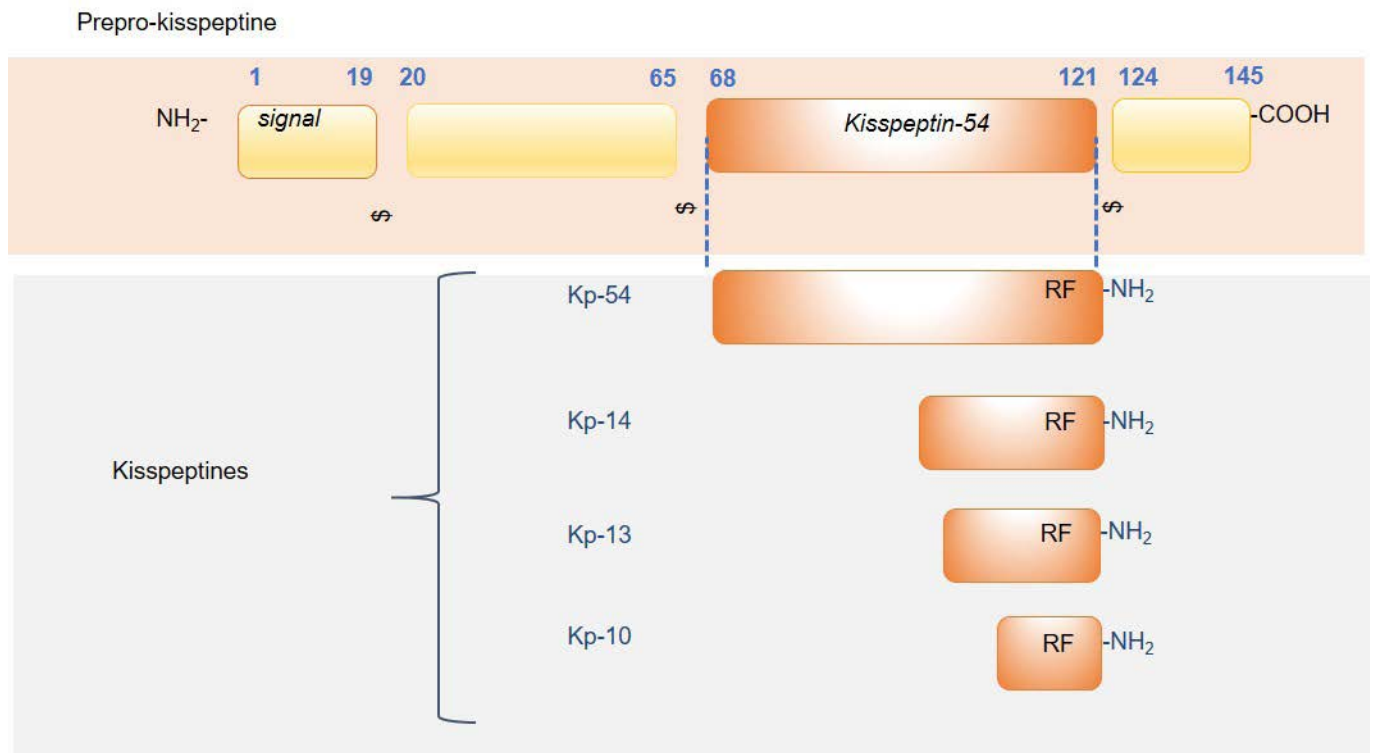 Prepro-kisspeptine
1 19 20 65 68 121 124 145
NH₂- signal Kisspeptin-54 -COOH
$ $ $
Kp-54 RF -NH₂
Kp-14 RF -NH₂
Kisspeptines
Kp-13 RF -NH₂
Kp-10 RF -NH₂